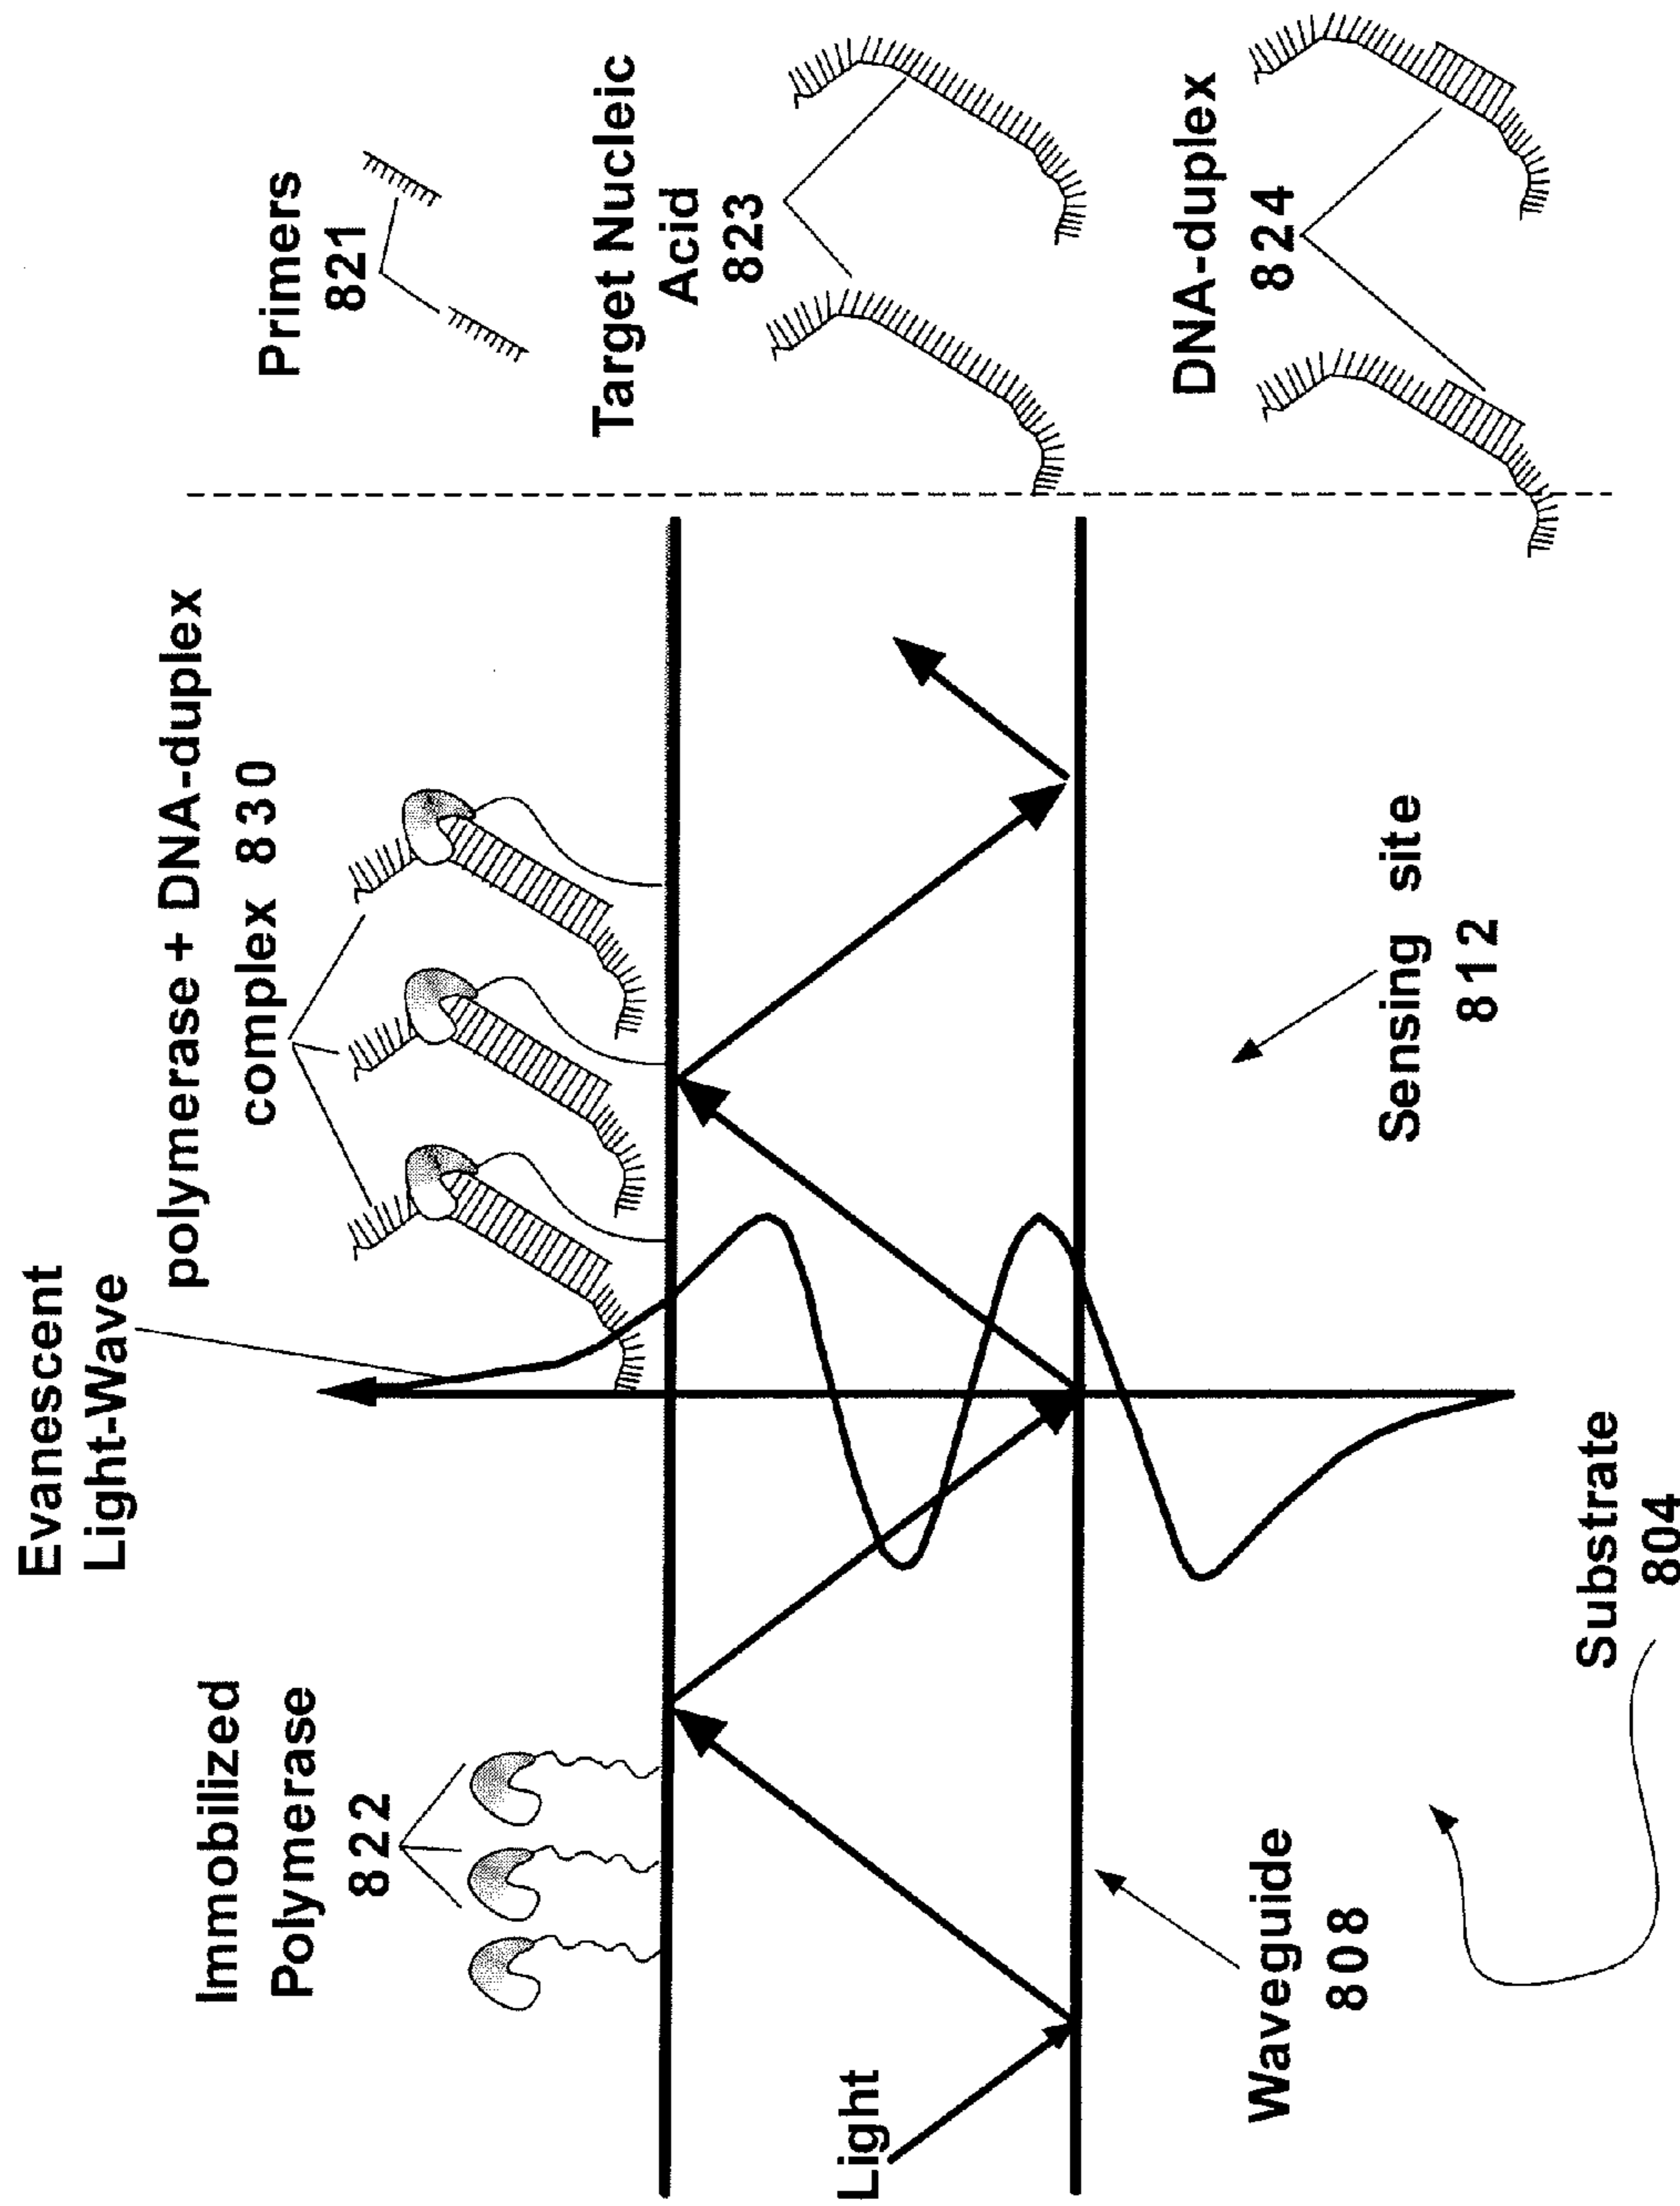 Evanescent
Light-Wave
Immobilized
Polymerase
822
polymerase + DNA-duplex
complex 830
Primers
821
Target Nucleic
Acid
823
DNA-duplex
824
Light
Waveguide
808
Sensing site
812
Substrate
804